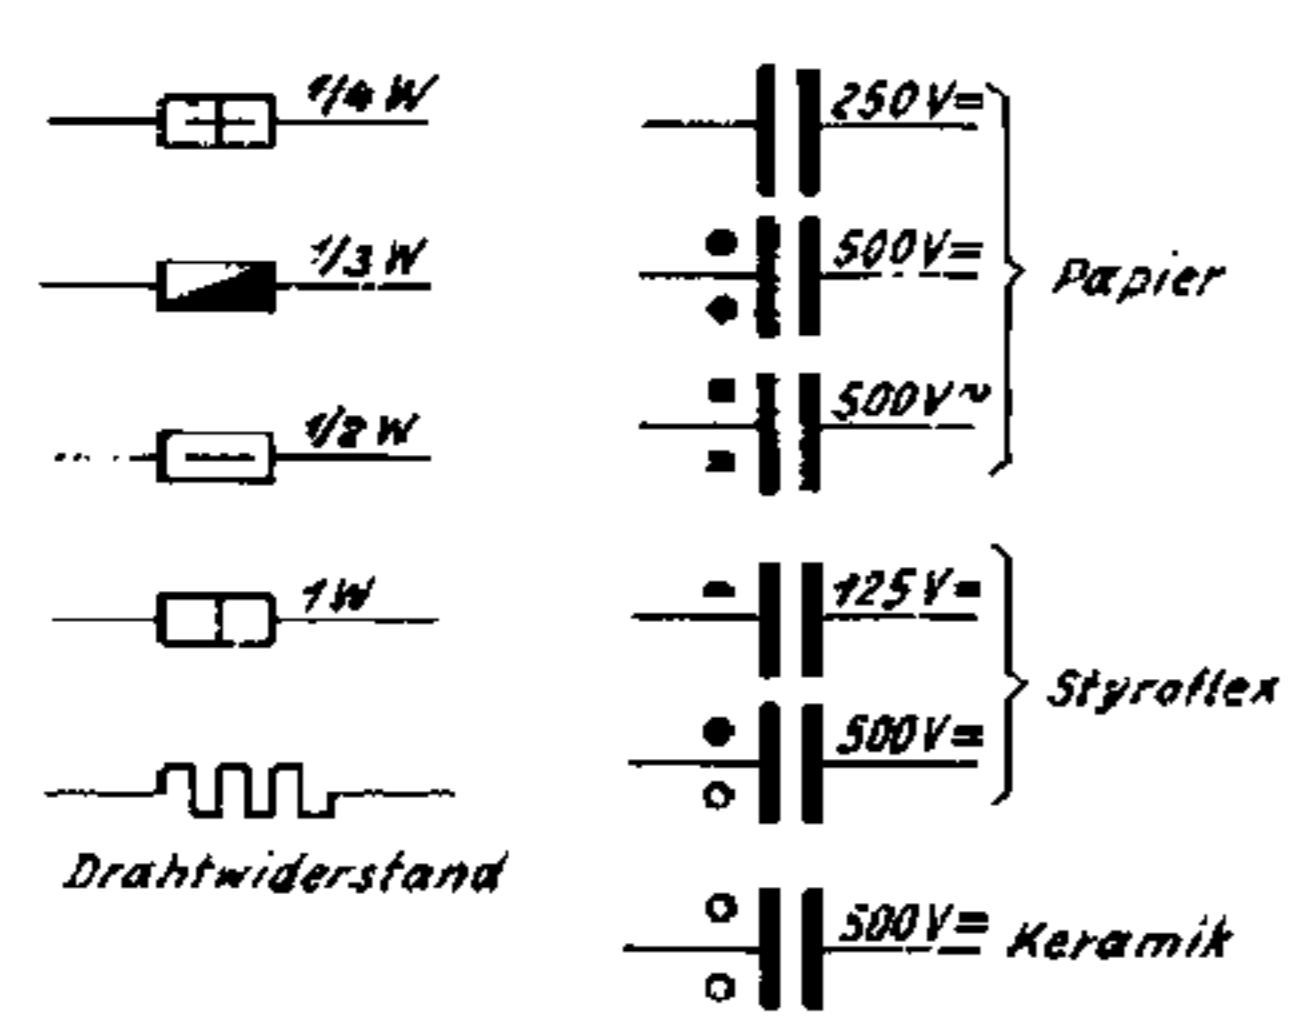 1/4 W
1/3 W
1/2 W
1 W
Drahtwiderstand
250 V=
500 V=
500 V~
Papier
125 V=
500 V=
Styroflex
500 V= Keramik